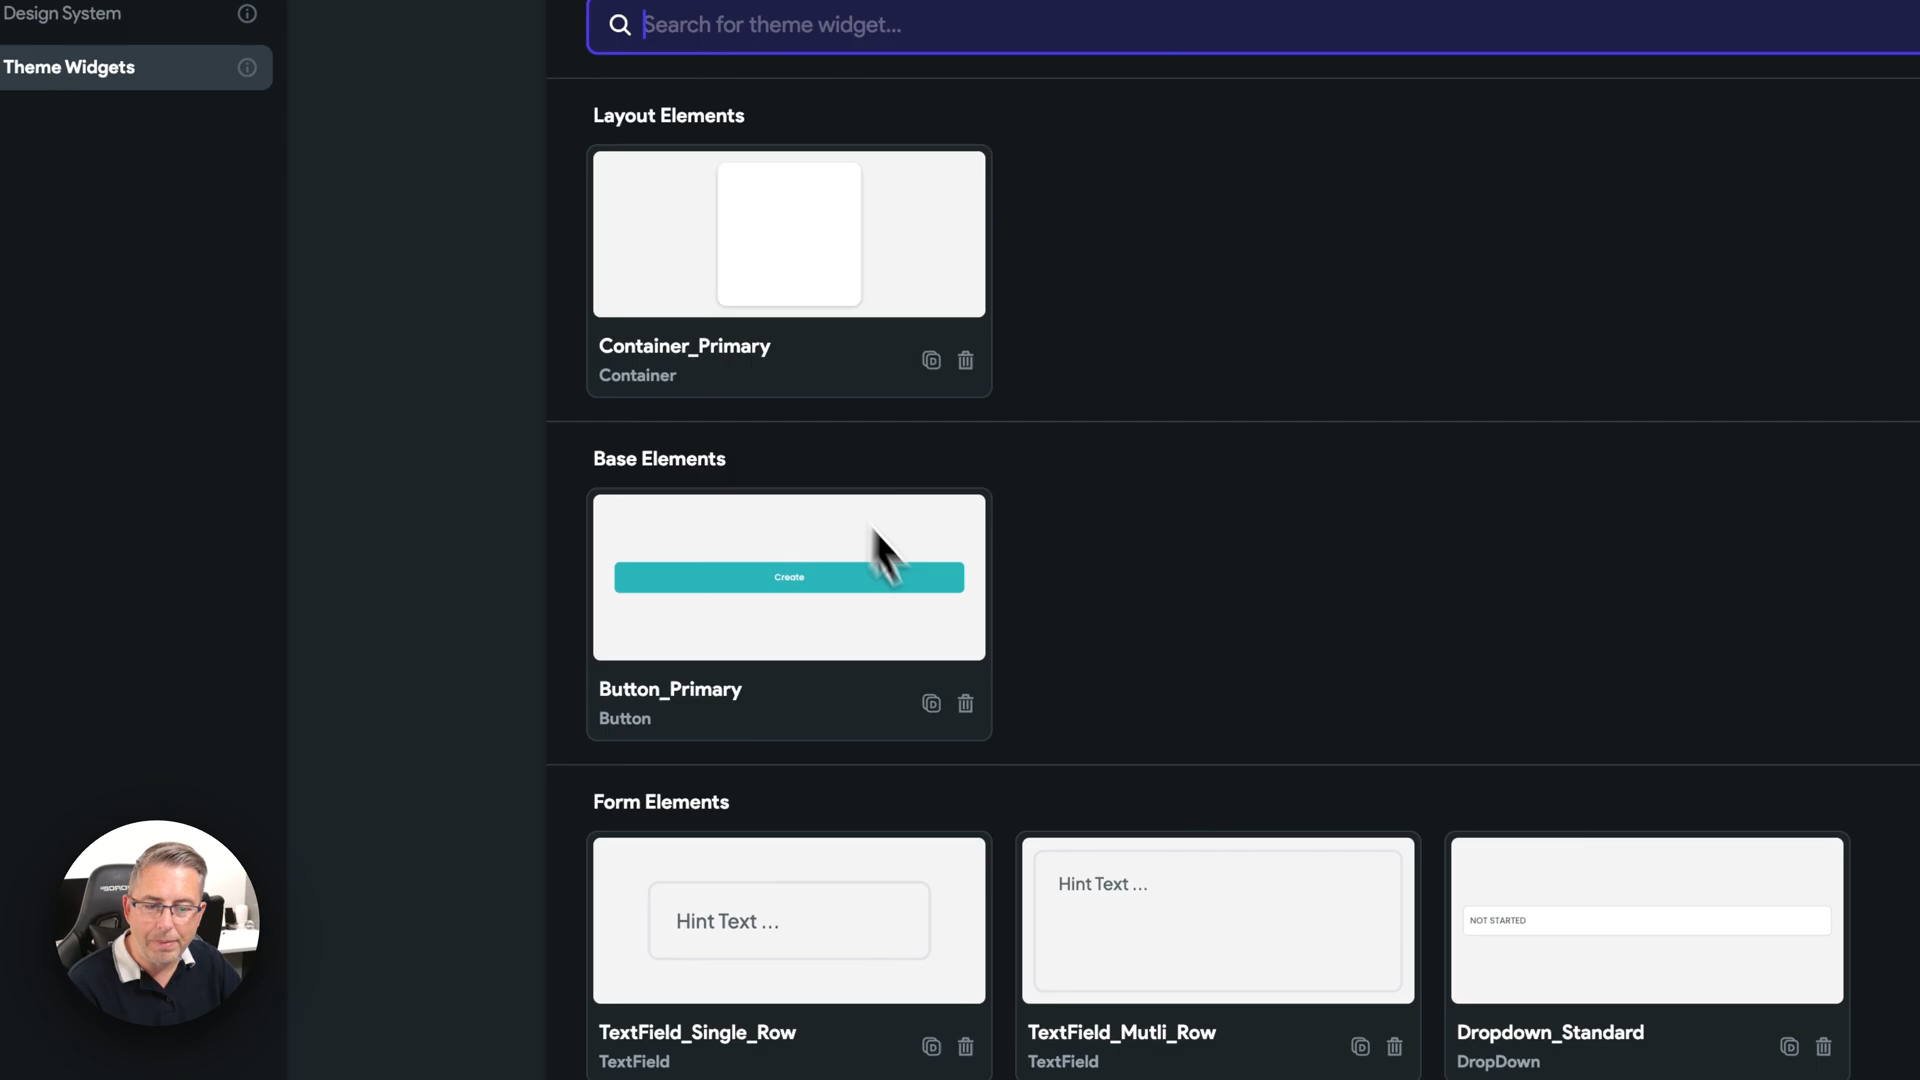 Design System
Theme Widgets
Search for theme widget...
Layout Elements
Container_Primary
Container
Base Elements
Create
Button_Primary
Button
Form Elements
Hint Text ...
Hint Text ...
NOT STARTED
TextField_Single_Row
TextField
TextField_Mutli_Row
TextField
Dropdown_Standard
DropDown